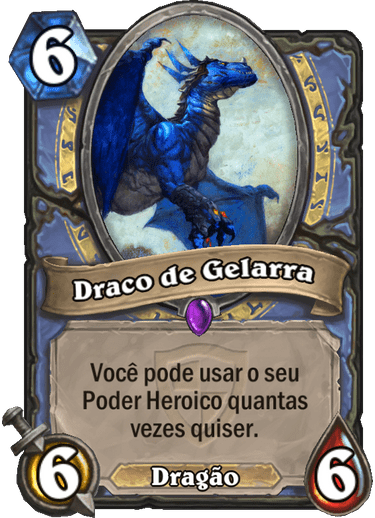 6
Draco de Gelarra
Você pode usar o seu
Poder Heroico quantas
vezes quiser.
6
Dragão
6